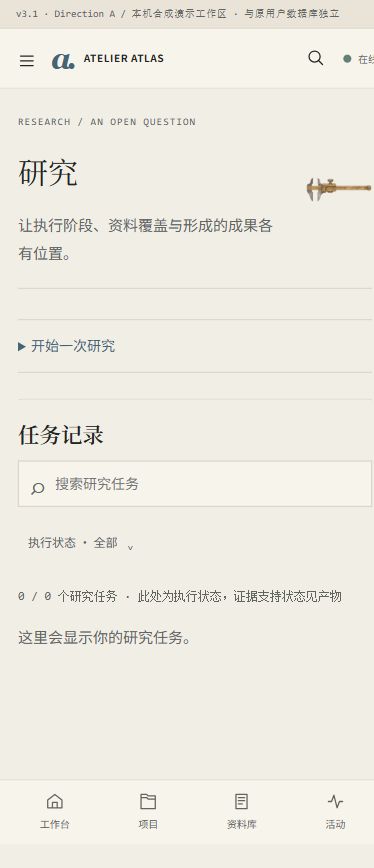 v3.1 · Direction A / 本机合成演示工作区 · 与原用户数据库独立
a. ATELIER ATLAS
在线
RESEARCH / AN OPEN QUESTION
研究
让执行阶段、资料覆盖与形成的成果各
有位置。
开始一次研究
任务记录
搜索研究任务
执行状态 · 全部
0 / 0 个研究任务 · 此处为执行状态，证据支持状态见产物
这里会显示你的研究任务。
工作台
项目
资料库
活动